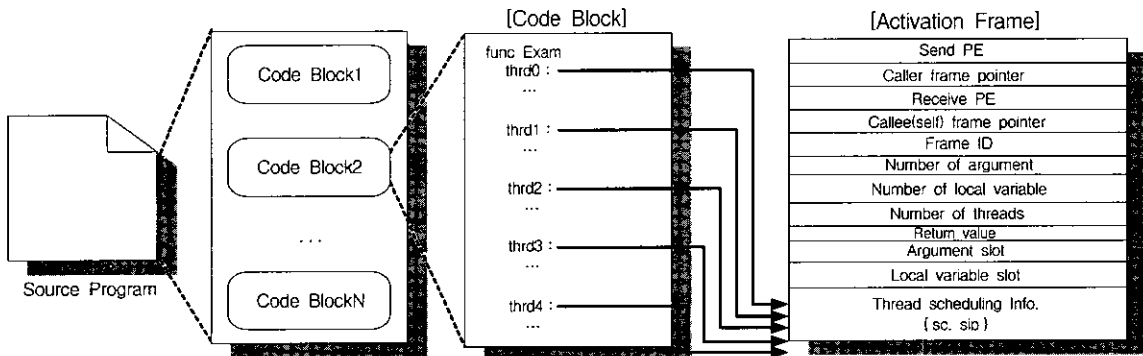 Source Program
Code Block1
Code Block2
...
Code BlockN
[Code Block]
func Exam
thrd0 :
...
thrd1 :
...
thrd2 :
...
thrd3 :
...
thrd4 :
...
[Activation Frame]
Send PE
Caller frame pointer
Receive PE
Callee(self) frame pointer
Frame ID
Number of argument
Number of local variable
Number of threads
Return value
Argument slot
Local variable slot
Thread scheduling Info.
{ sc, sip }